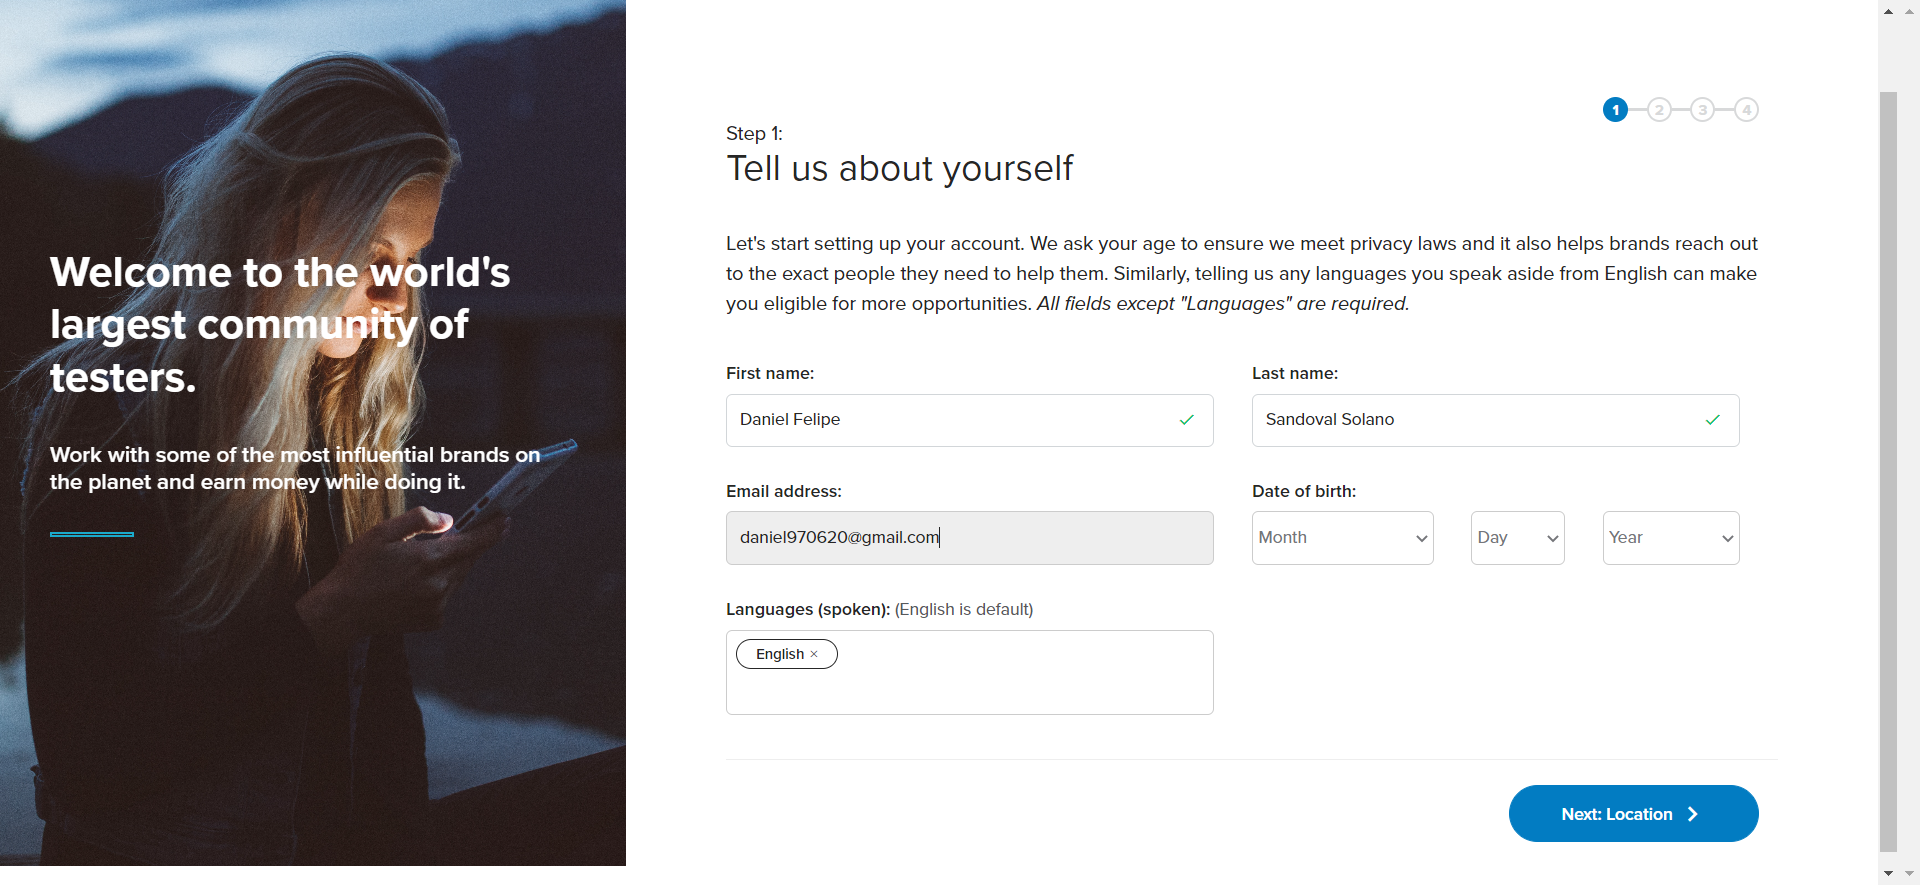 Welcome to the world's
largest community of
testers.
Work with some of the most influential brands on
the planet and earn money while doing it.
1 2 3 4
Step 1:
Tell us about yourself
Let's start setting up your account. We ask your age to ensure we meet privacy laws and it also helps brands reach out
to the exact people they need to help them. Similarly, telling us any languages you speak aside from English can make
you eligible for more opportunities. All fields except "Languages" are required.
First name:
Daniel Felipe
Last name:
Sandoval Solano
Email address:
daniel970620@gmail.com
Date of birth:
Month Day Year
Languages (spoken): (English is default)
English ×
Next: Location